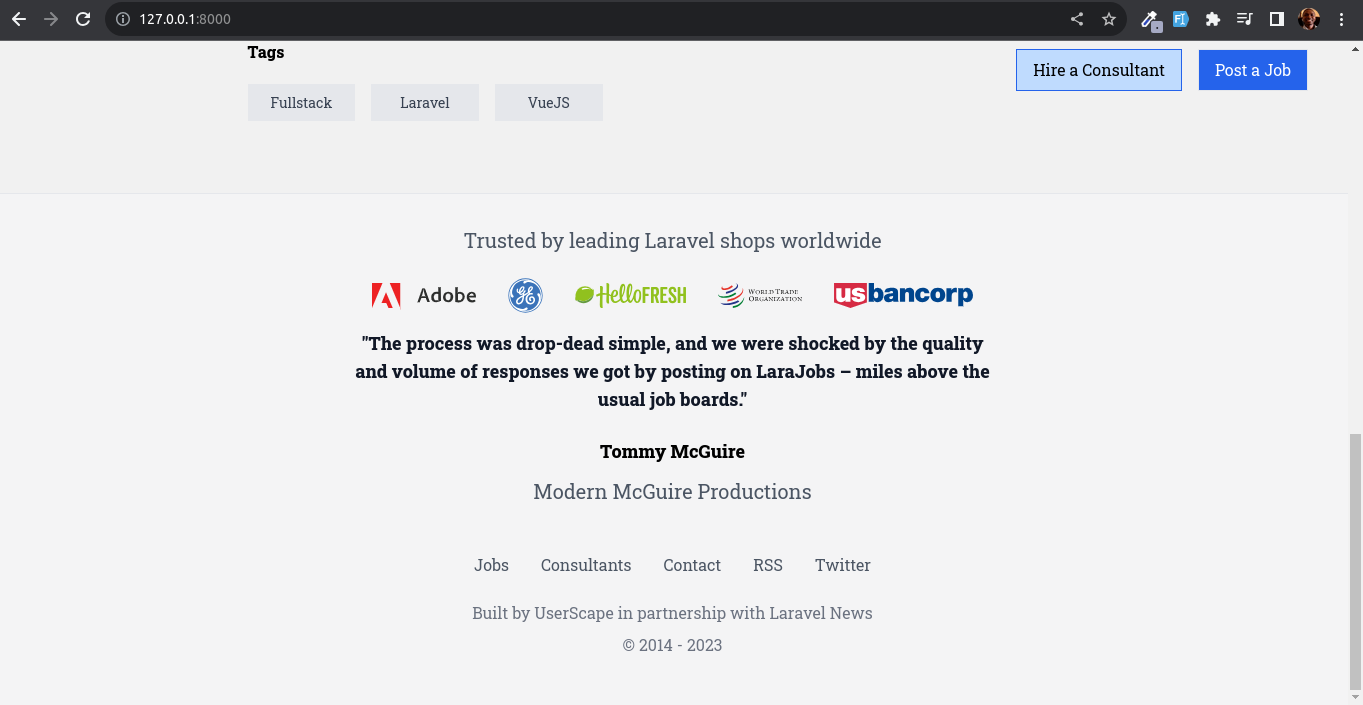 127.0.0.1:8000
Tags
Hire a Consultant
Post a Job
Fullstack
Laravel
VueJS
Trusted by leading Laravel shops worldwide
Adobe
GE
HelloFRESH
WORLD TRADE
ORGANIZATION
usbancorp
"The process was drop-dead simple, and we were shocked by the quality
and volume of responses we got by posting on LaraJobs – miles above the
usual job boards."
Tommy McGuire
Modern McGuire Productions
Jobs
Consultants
Contact
RSS
Twitter
Built by UserScape in partnership with Laravel News
© 2014 - 2023